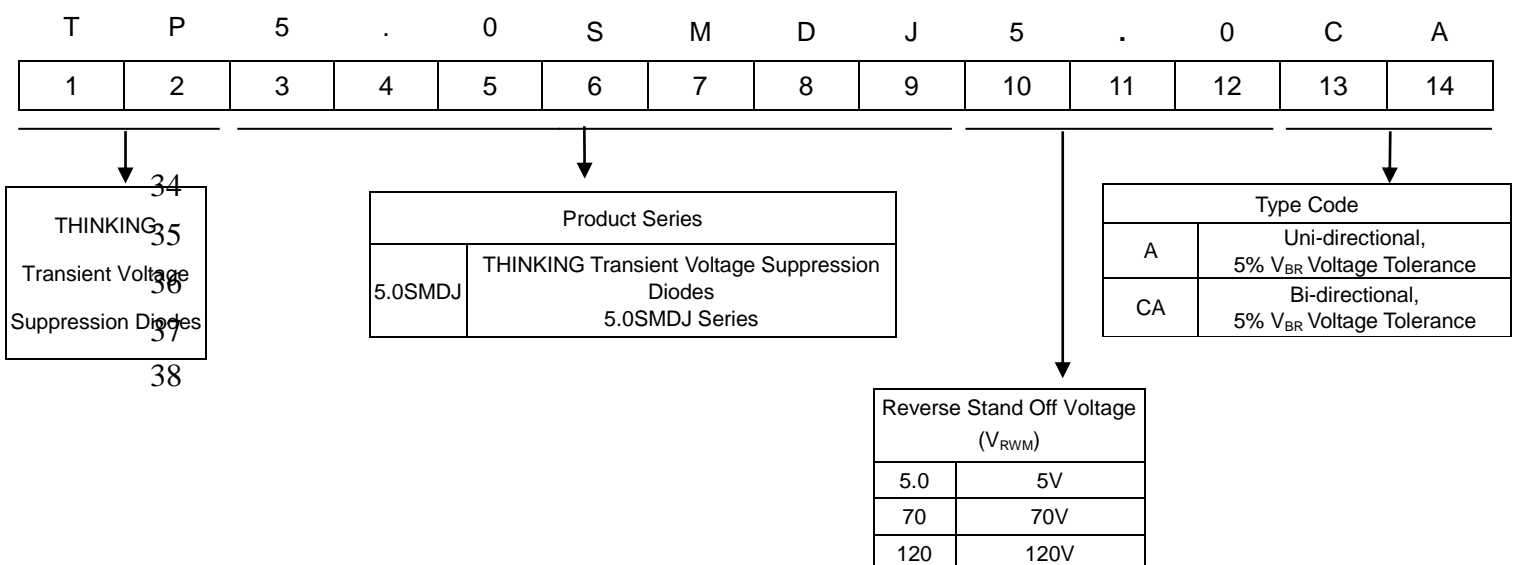 T P 5 . 0 S M D J 5 . 0 C A
1 2 3 4 5 6 7 8 9 10 11 12 13 14
34
THINKING
35
Transient Voltage
36
Suppression Diodes
37
38
Product Series
5.0SMDJ
THINKING Transient Voltage Suppression
Diodes
5.0SMDJ Series
Type Code
A
Uni-directional,
5% VBR Voltage Tolerance
CA
Bi-directional,
5% VBR Voltage Tolerance
Reverse Stand Off Voltage
(VRWM)
5.0 5V
70 70V
120 120V